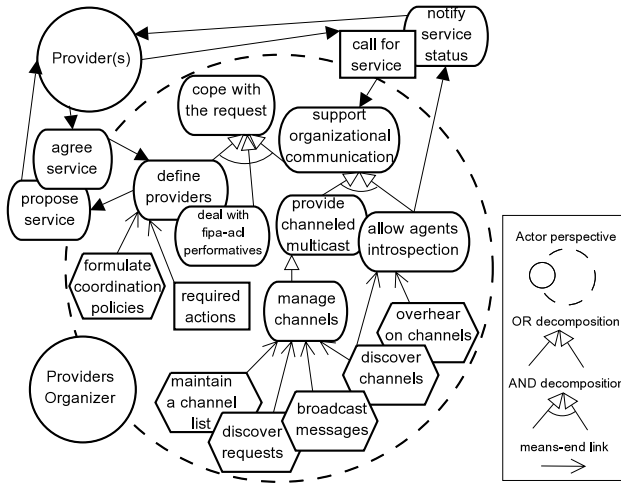 notify
service
status
call for
service
Provider(s)
cope with
the request
support
organizational
communication
agree
service
propose
service
define
providers
deal with
fipa-acl
performatives
provide
channeled
multicast
allow agents
introspection
formulate
coordination
policies
required
actions
manage
channels
overhear
on channels
discover
channels
maintain
a channel
list
broadcast
messages
discover
requests
Providers
Organizer
Actor perspective
OR decomposition
AND decomposition
means-end link